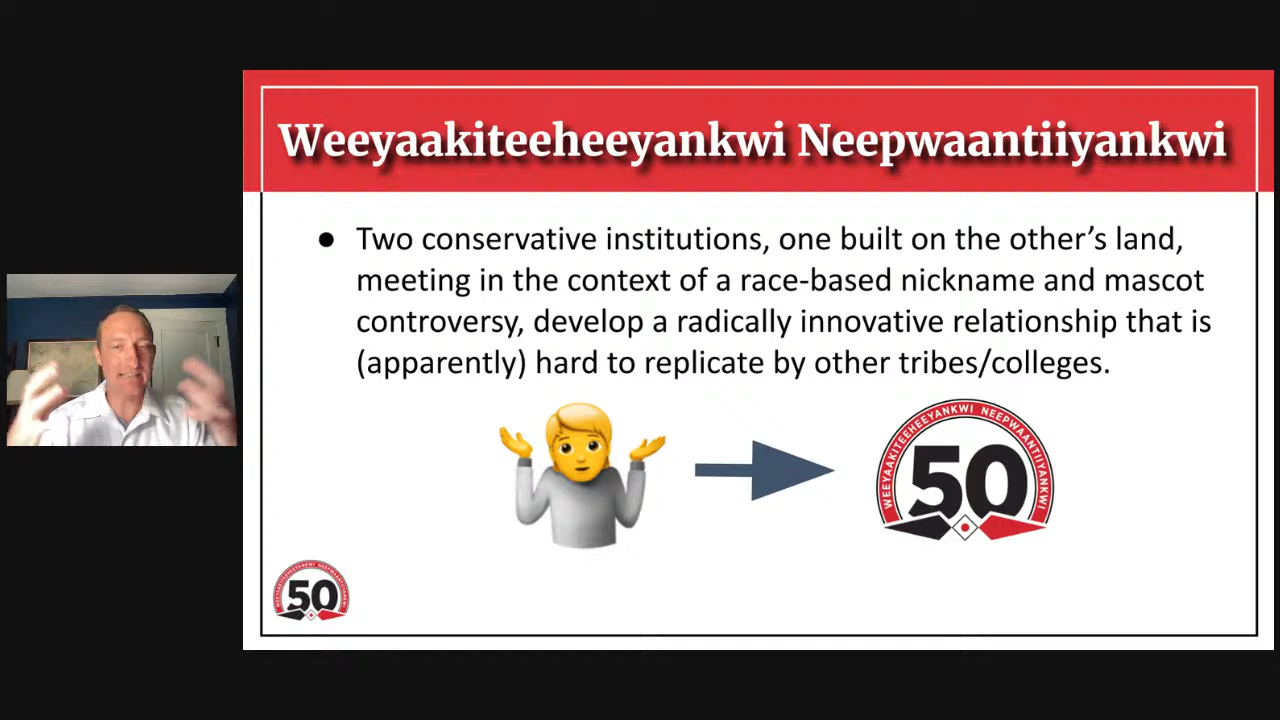 Weeyaakiteeheeyankwi Neepwaantiiyankwi
● Two conservative institutions, one built on the other’s land,
meeting in the context of a race-based nickname and mascot
controversy, develop a radically innovative relationship that is
(apparently) hard to replicate by other tribes/colleges.
WEEYAAKITEEHEEYANKWI NEEPWAANTIIYANKWI
50
WEEYAAKITEEHEEYANKWI NEEPWAANTIIYANKWI
50